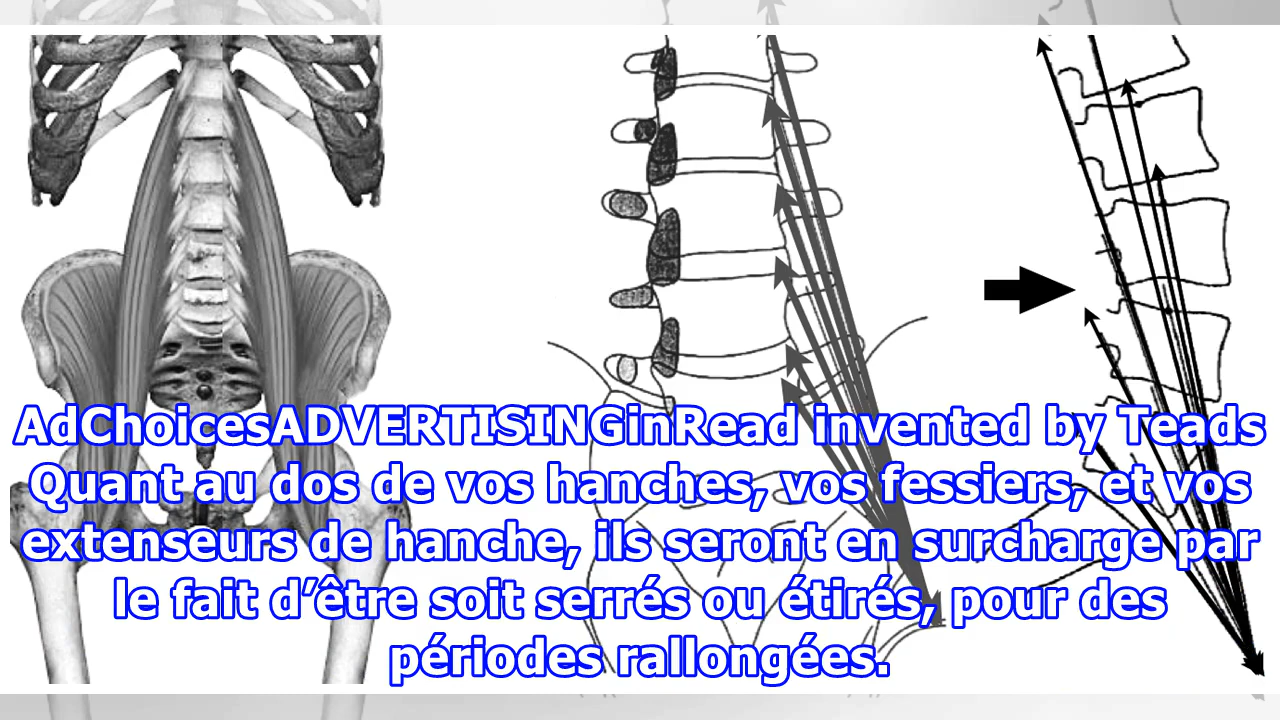 AdChoicesADVERTISINGinRead invented by Teads
Quant au dos de vos hanches, vos fessiers, et vos
extenseurs de hanche, ils seront en surcharge par
le fait d’être soit serrés ou étirés, pour des
périodes rallongées.